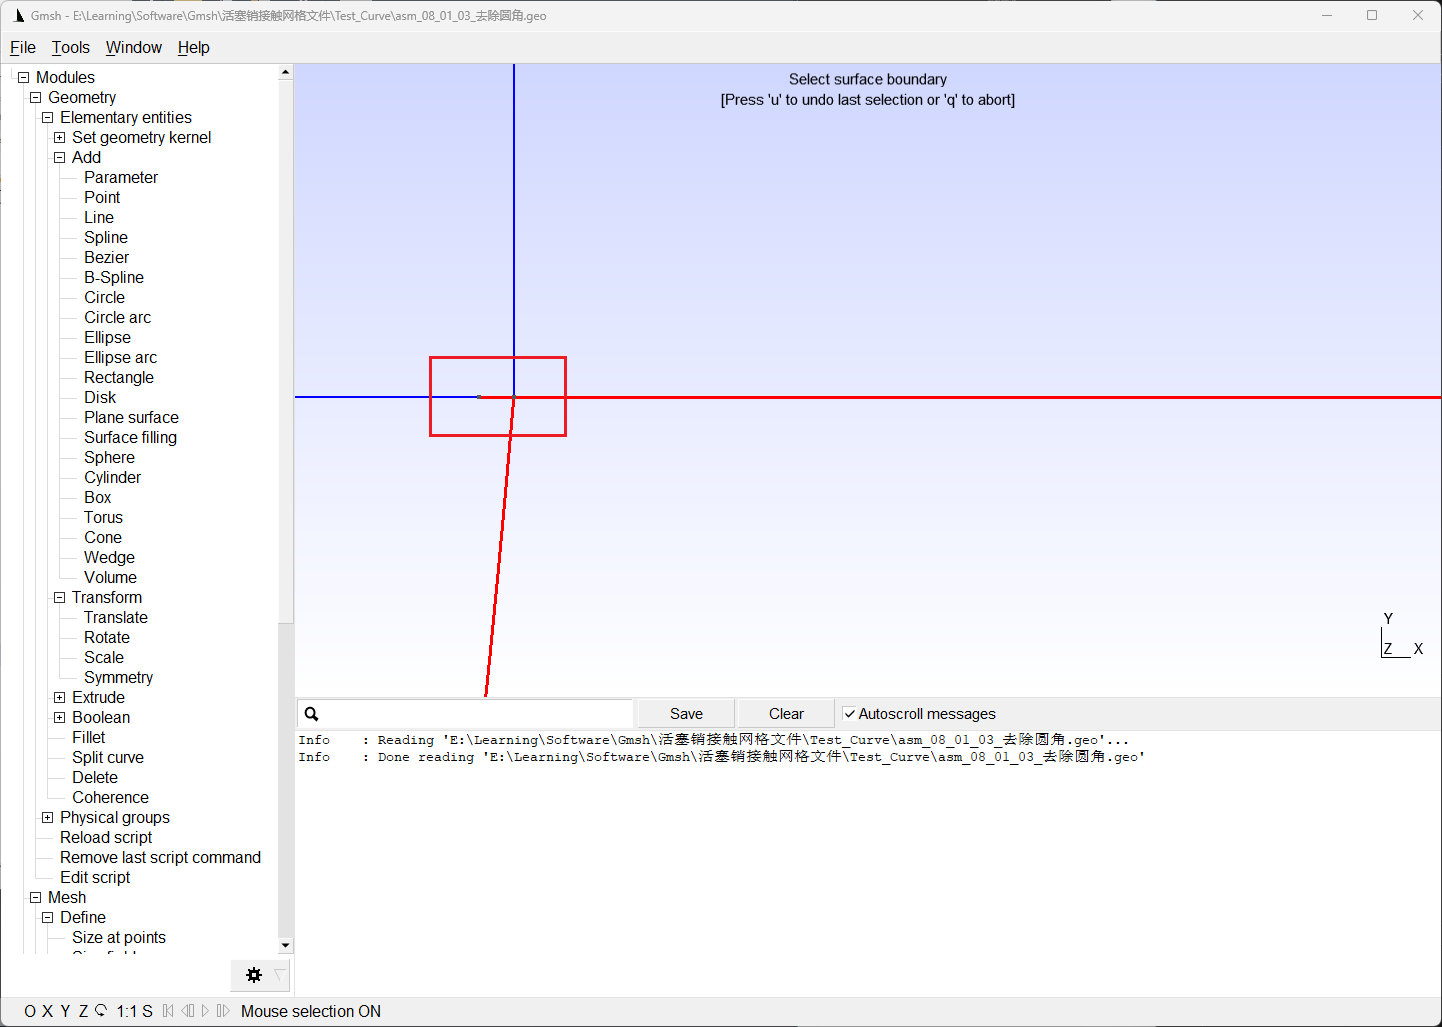 Gmsh - E:\Learning\Software\Gmsh\活塞销接触网格文件\Test_Curve\asm_08_01_03_去除圆角.geo
File Tools Window Help
Modules
Geometry
Elementary entities
Set geometry kernel
Add
Parameter
Point
Line
Spline
Bezier
B-Spline
Circle
Circle arc
Ellipse
Ellipse arc
Rectangle
Disk
Plane surface
Surface filling
Sphere
Cylinder
Box
Torus
Cone
Wedge
Volume
Transform
Translate
Rotate
Scale
Symmetry
Extrude
Boolean
Fillet
Split curve
Delete
Coherence
Physical groups
Reload script
Remove last script command
Edit script
Mesh
Define
Size at points
Select surface boundary
[Press 'u' to undo last selection or 'q' to abort]
Y
Z X
Save Clear Autoscroll messages
Info : Reading 'E:\Learning\Software\Gmsh\活塞销接触网格文件\Test_Curve\asm_08_01_03_去除圆角.geo'...
Info : Done reading 'E:\Learning\Software\Gmsh\活塞销接触网格文件\Test_Curve\asm_08_01_03_去除圆角.geo'
O X Y Z 1:1 S Mouse selection ON